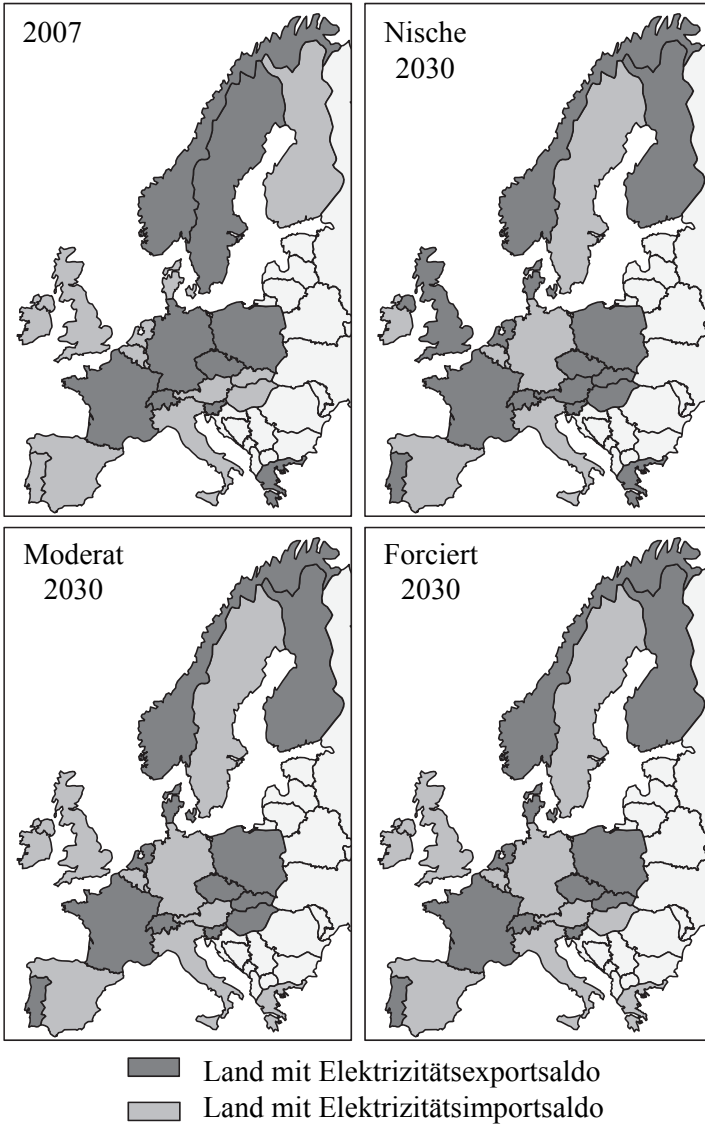 2007
Nische
2030
Moderat
2030
Forciert
2030
Land mit Elektrizitätsexportsaldo
Land mit Elektrizitätsimportsaldo